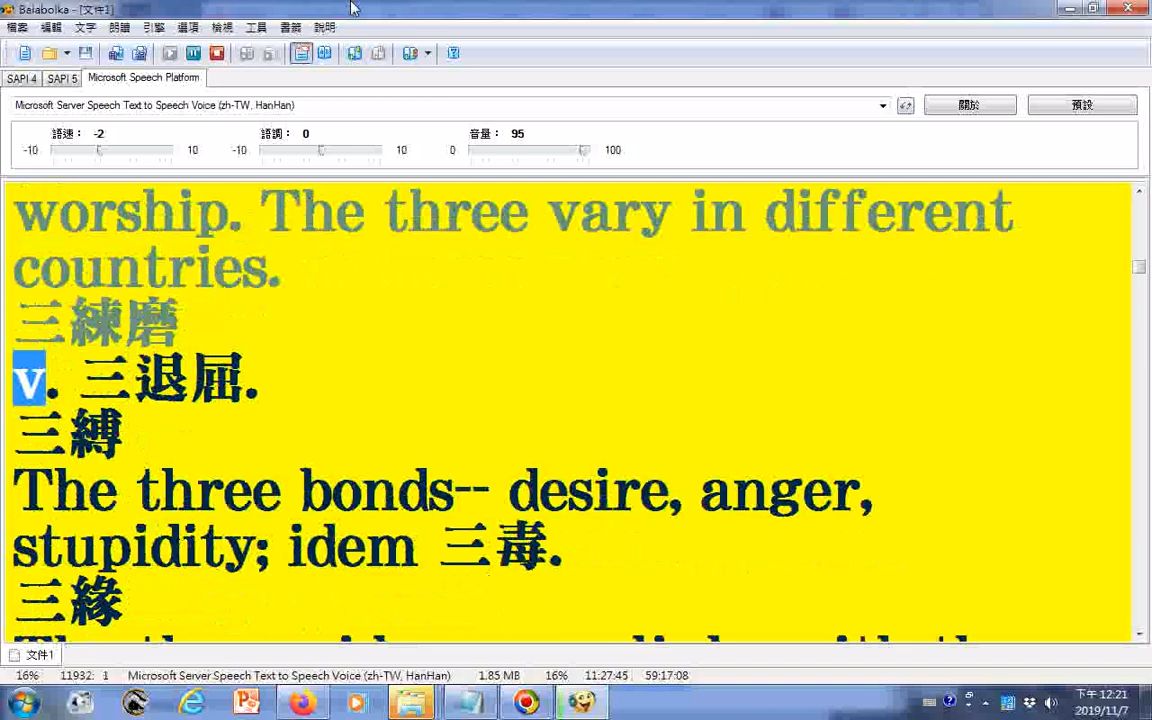 Balabolka - [文件1]
檔案 編輯 文字 朗讀 引擎 選項 檢視 工具 書籤 說明
SAPI 4 SAPI 5 Microsoft Speech Platform
Microsoft Server Speech Text to Speech Voice (zh-TW, HanHan) 關於 預設
語速： -2 語調： 0 音量： 95
-10 10 -10 10 0 100
worship. The three vary in different
countries.
三練磨
v. 三退屈.
三縛
The three bonds-- desire, anger,
stupidity; idem 三毒.
三緣
文件1
16% 11932: 1 Microsoft Server Speech Text to Speech Voice (zh-TW, HanHan) 1.85 MB 16% 11:27:45 59:17:08
下午 12:21
2019/11/7